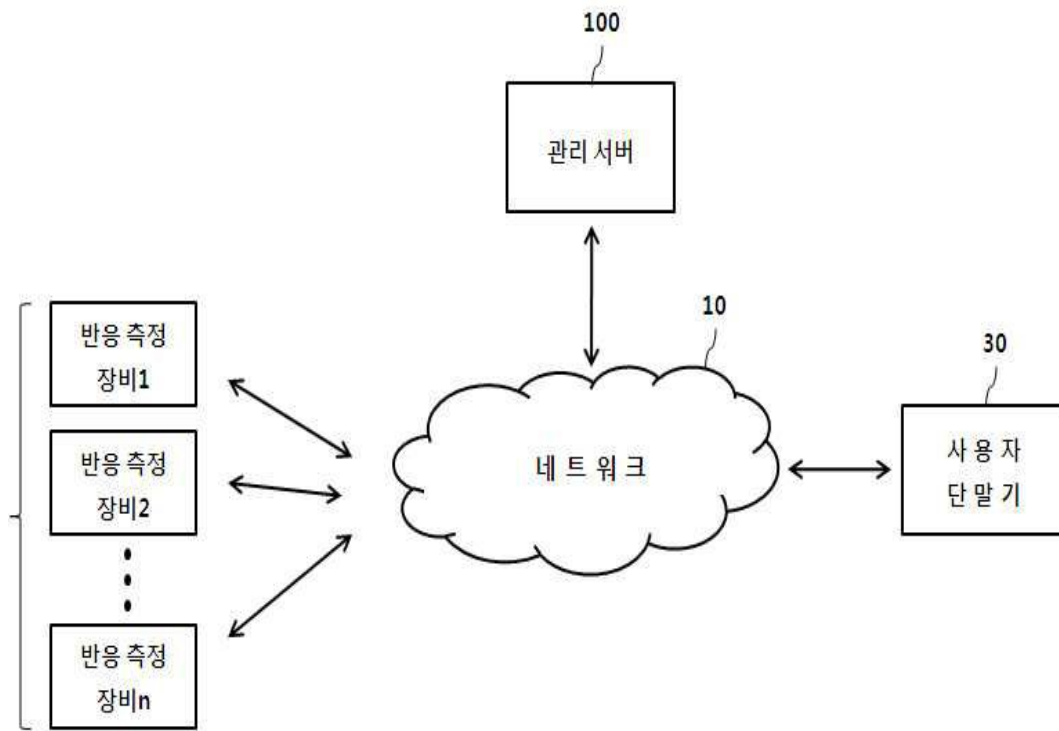 100
관리 서버
10
30
반응 측정
장비1
반응 측정
장비2
반응 측정
장비n
네 트 워 크
사 용 자
단 말 기